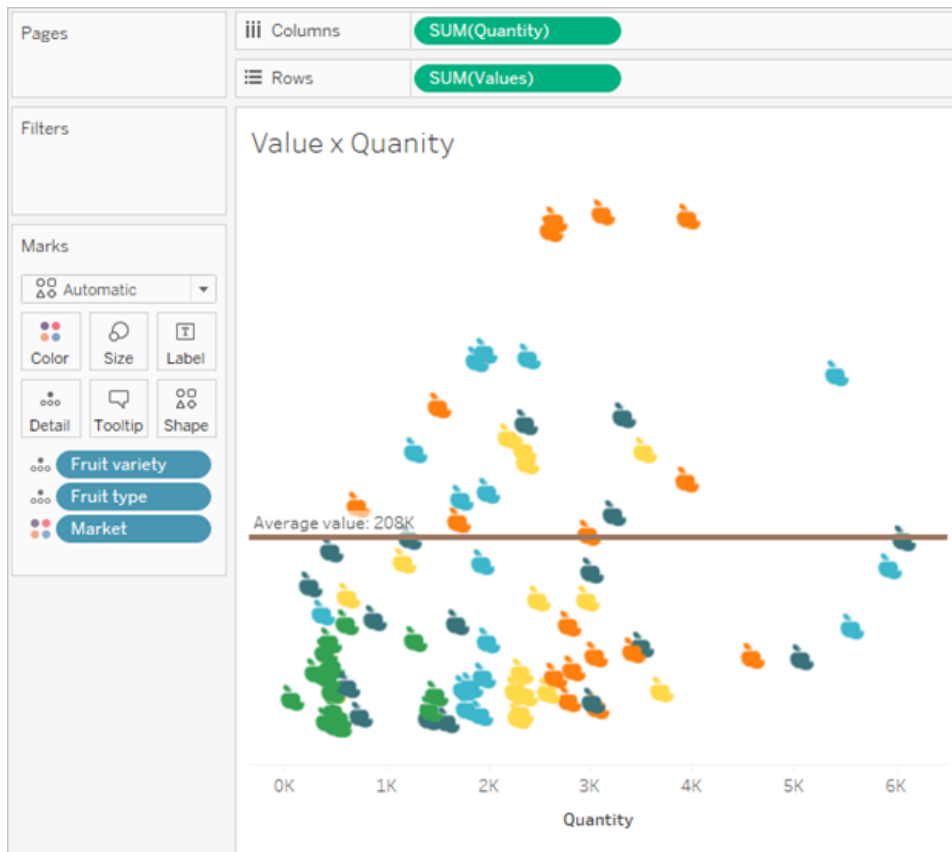 Pages
Columns SUM(Quantity)
Rows SUM(Values)
Filters
Marks
Automatic
Color Size Label
Detail Tooltip Shape
Fruit variety
Fruit type
Market
Value x Quanity
Average value: 208K
0K 1K 2K 3K 4K 5K 6K
Quantity